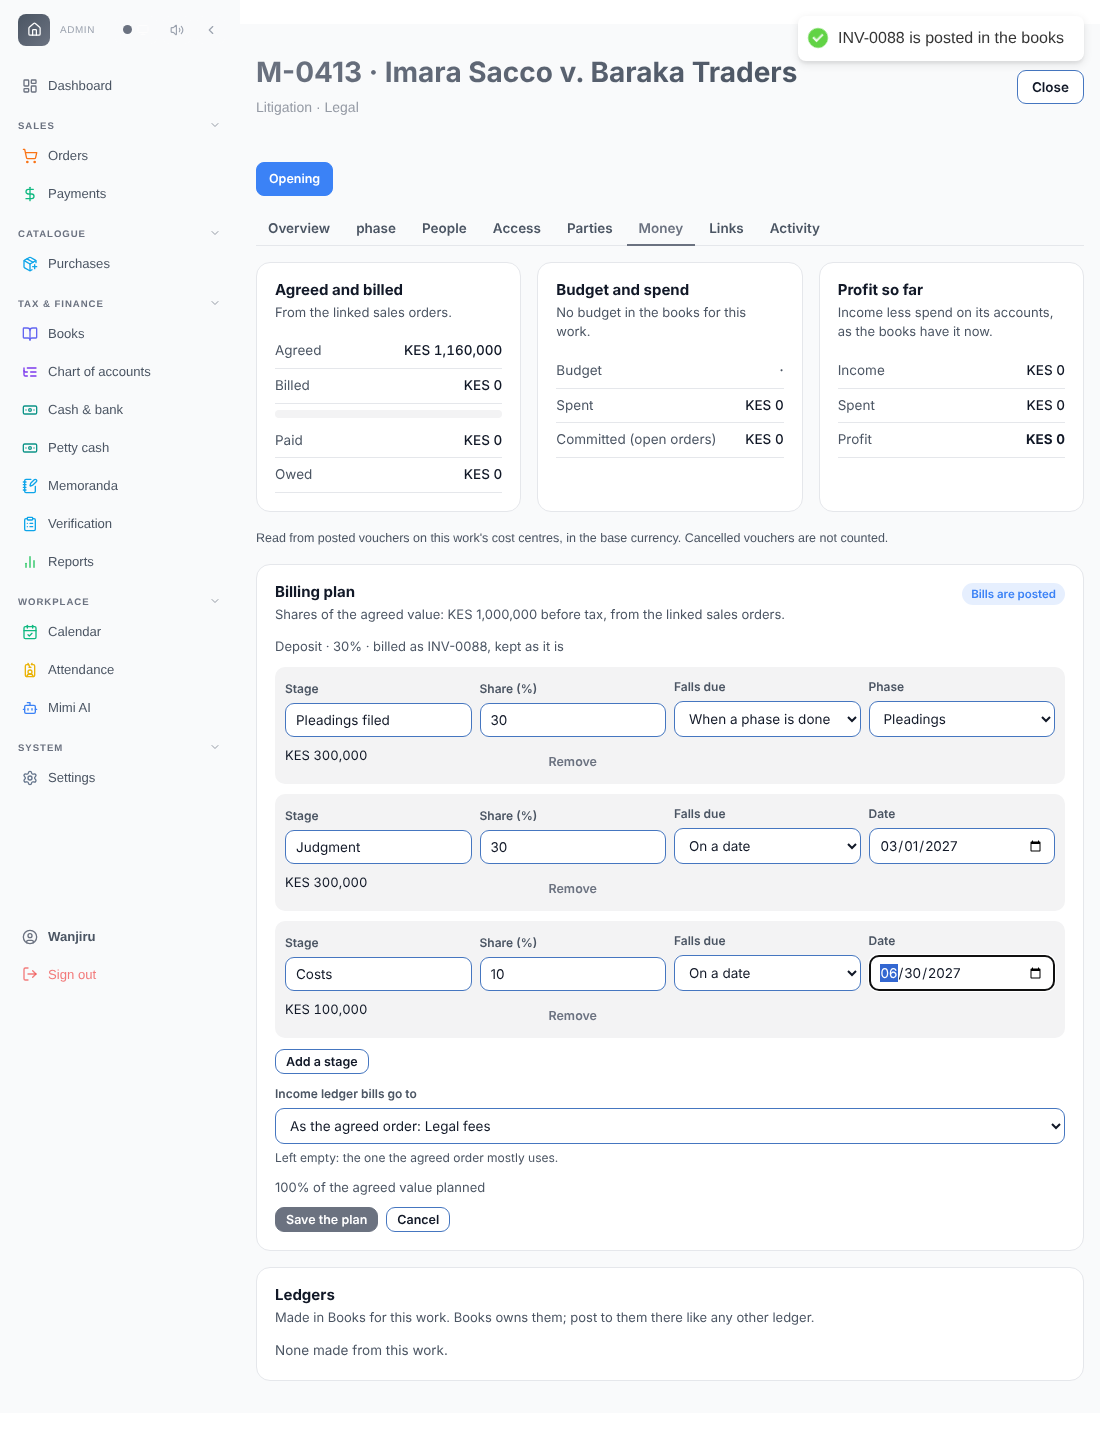 ADMIN
Dashboard
SALES
Orders
Payments
CATALOGUE
Purchases
TAX & FINANCE
Books
Chart of accounts
Cash & bank
Petty cash
Memoranda
Verification
Reports
WORKPLACE
Calendar
Attendance
Mimi AI
SYSTEM
Settings
Wanjiru
Sign out
INV-0088 is posted in the books
M-0413 · Imara Sacco v. Baraka Traders
Litigation · Legal
Close
Opening
Overview phase People Access Parties Money Links Activity
Agreed and billed
From the linked sales orders.
Agreed KES 1,160,000
Billed KES 0
Paid KES 0
Owed KES 0
Budget and spend
No budget in the books for this
work.
Budget ·
Spent KES 0
Committed (open orders) KES 0
Profit so far
Income less spend on its accounts,
as the books have it now.
Income KES 0
Spent KES 0
Profit KES 0
Read from posted vouchers on this work's cost centres, in the base currency. Cancelled vouchers are not counted.
Billing plan
Bills are posted
Shares of the agreed value: KES 1,000,000 before tax, from the linked sales orders.
Deposit · 30% · billed as INV-0088, kept as it is
Stage Share (%) Falls due Phase
Pleadings filed 30 When a phase is done Pleadings
KES 300,000 Remove
Stage Share (%) Falls due Date
Judgment 30 On a date 03/01/2027
KES 300,000 Remove
Stage Share (%) Falls due Date
Costs 10 On a date 06/30/2027
KES 100,000 Remove
Add a stage
Income ledger bills go to
As the agreed order: Legal fees
Left empty: the one the agreed order mostly uses.
100% of the agreed value planned
Save the plan Cancel
Ledgers
Made in Books for this work. Books owns them; post to them there like any other ledger.
None made from this work.